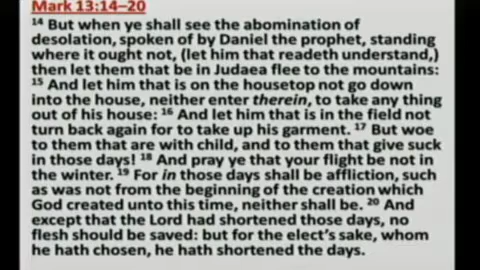 Mark 13:14–20
14 But when ye shall see the abomination of
desolation, spoken of by Daniel the prophet, standing
where it ought not, (let him that readeth understand,)
then let them that be in Judaea flee to the mountains:
15 And let him that is on the housetop not go down
into the house, neither enter therein, to take any thing
out of his house: 16 And let him that is in the field not
turn back again for to take up his garment. 17 But woe
to them that are with child, and to them that give suck
in those days! 18 And pray ye that your flight be not in
the winter. 19 For in those days shall be affliction, such
as was not from the beginning of the creation which
God created unto this time, neither shall be. 20 And
except that the Lord had shortened those days, no
flesh should be saved: but for the elect's sake, whom
he hath chosen, he hath shortened the days.